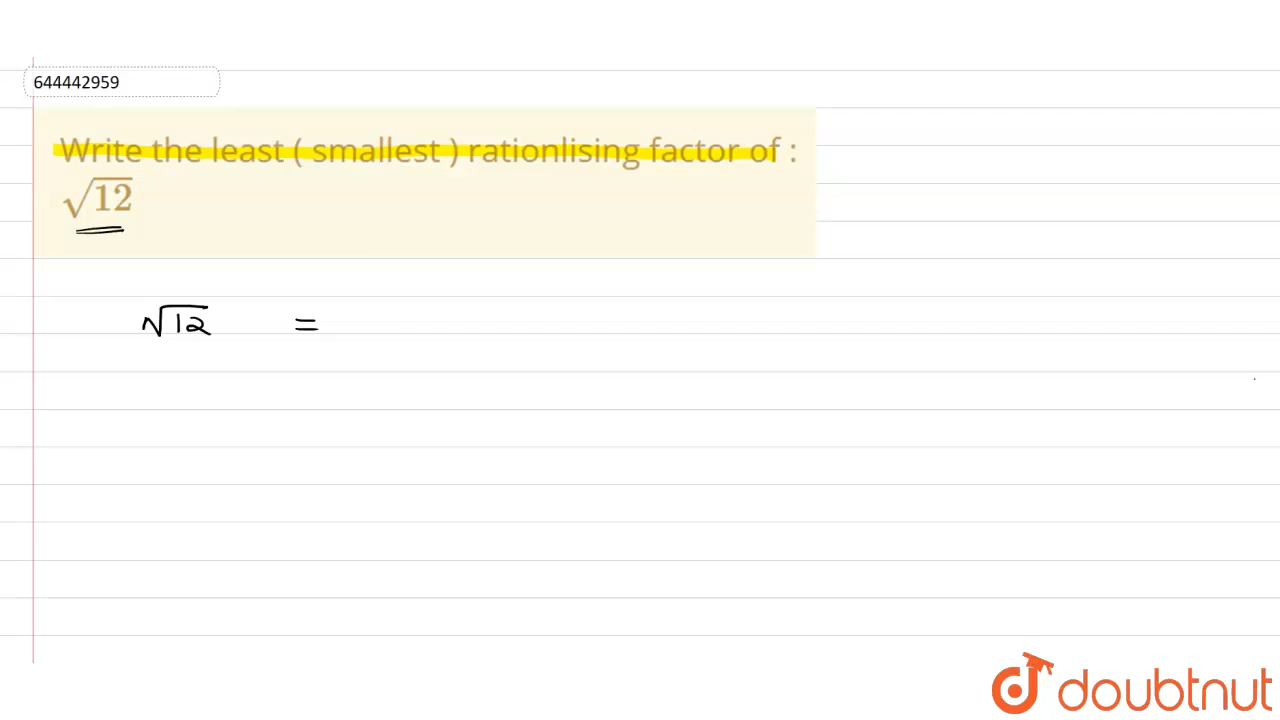 644442959
Write the least ( smallest ) rationlising factor of :
√12
√12 =
doubtnut